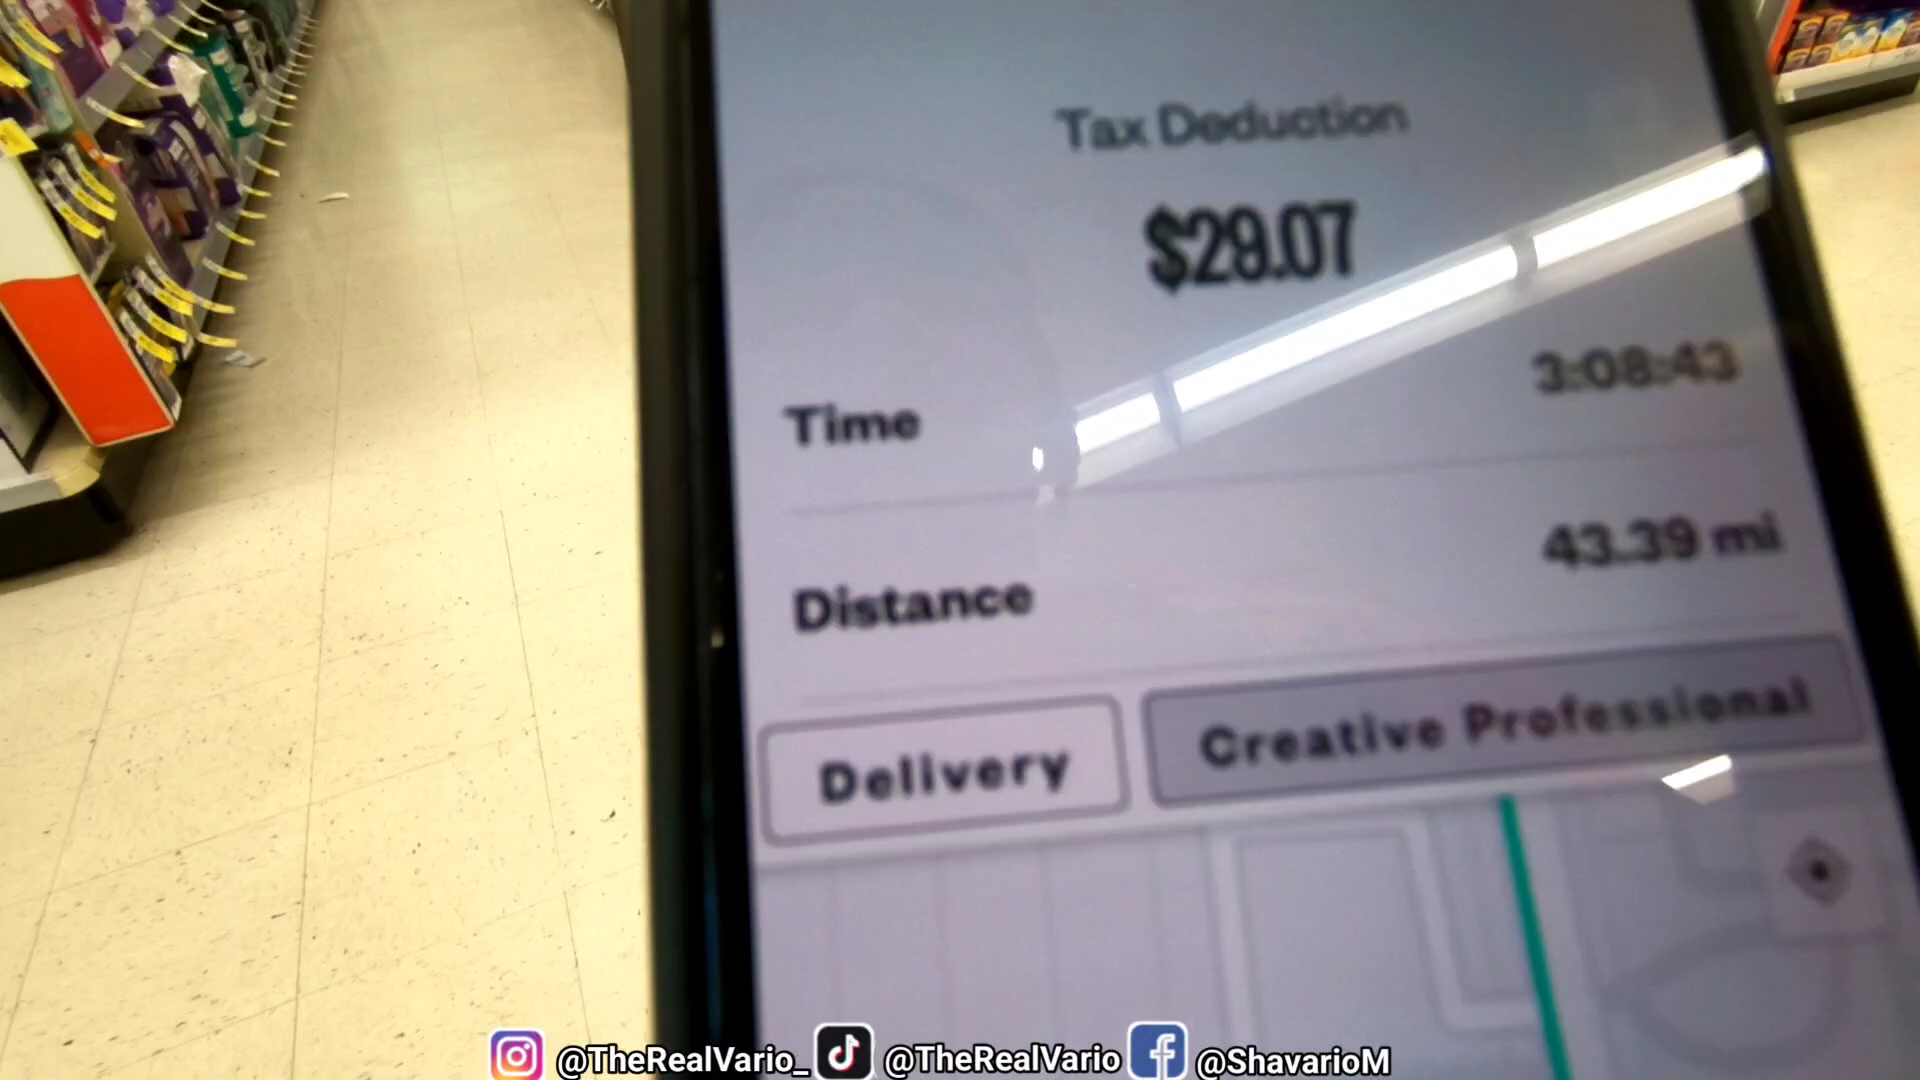 Tax Deduction
$29.07
Time 3:08:43
Distance 43.39 mi
Delivery Creative Professional
@TheRealVario_ @TheRealVario @ShavarioM